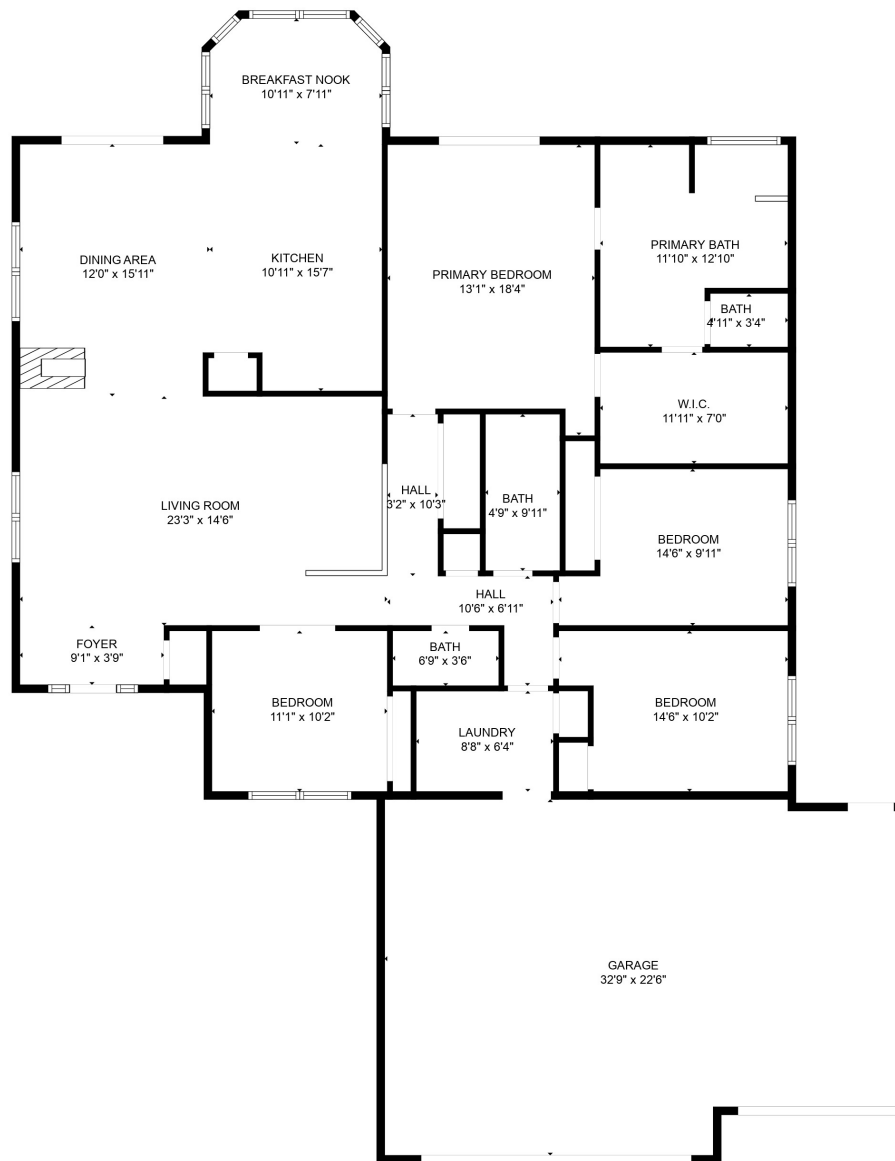 BREAKFAST NOOK
10'11" x 7'11"
DINING AREA
12'0" x 15'11"
KITCHEN
10'11" x 15'7"
PRIMARY BEDROOM
13'1" x 18'4"
PRIMARY BATH
11'10" x 12'10"
BATH
4'11" x 3'4"
W.I.C.
11'11" x 7'0"
LIVING ROOM
23'3" x 14'6"
HALL
3'2" x 10'3"
BATH
4'9" x 9'11"
BEDROOM
14'6" x 9'11"
HALL
10'6" x 6'11"
FOYER
9'1" x 3'9"
BATH
6'9" x 3'6"
BEDROOM
11'1" x 10'2"
LAUNDRY
8'8" x 6'4"
BEDROOM
14'6" x 10'2"
GARAGE
32'9" x 22'6"